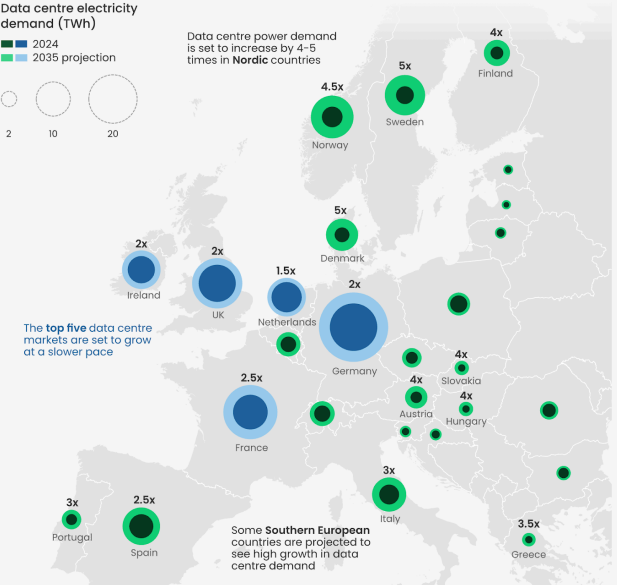 Data centre electricity
demand (TWh)
2024
2035 projection
2
10
20
Data centre power demand
is set to increase by 4-5
times in Nordic countries
4x
Finland
5x
Sweden
4.5x
Norway
5x
Denmark
2x
Ireland
2x
UK
1.5x
Netherlands
2x
Germany
The top five data centre
markets are set to grow
at a slower pace
4x
Slovakia
4x
Austria
4x
Hungary
2.5x
France
3x
Portugal
2.5x
Spain
3x
Italy
3.5x
Greece
Some Southern European
countries are projected to
see high growth in data
centre demand